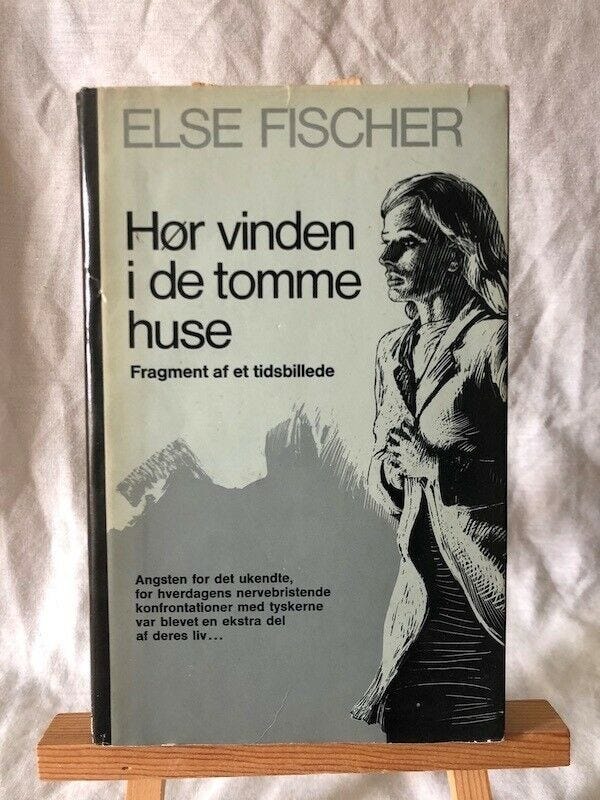 ELSE FISCHER
Hør vinden
i de tomme
huse
Fragment af et tidsbillede
Angsten for det ukendte,
for hverdagens nervebristende
konfrontationer med tyskerne
var blevet en ekstra del
af deres liv...